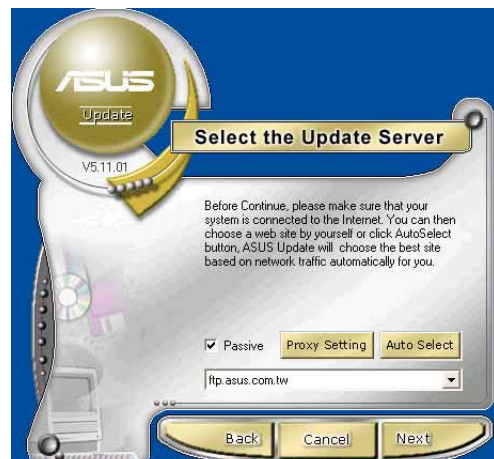 ASUS
Update
V5.11.01
Select the Update Server
Before Continue, please make sure that your
system is connected to the Internet. You can then
choose a web site by yourself or click AutoSelect
button, ASUS Update will choose the best site
based on network traffic automatically for you.
Passive
Proxy Setting
Auto Select
ftp.asus.com.tw
Back
Cancel
Next